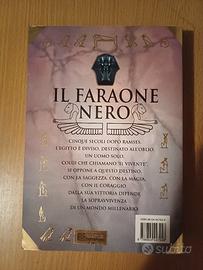 IL FARAONE
NERO
CINQUE SECOLI DOPO RAMSES
L'EGITTO È DIVISO, DESTINATO ALL'OBLIO.
UN UOMO SOLO,
COLUI CHE CHIAMANO "IL VIVENTE",
SI OPPONE A QUESTO DESTINO.
CON LA SAGGEZZA, CON LA MAGIA,
CON IL CORAGGIO.
DALLA SUA VITTORIA DIPENDE
LA SOPRAVVIVENZA
DI UN MONDO MILLENARIO.
subito